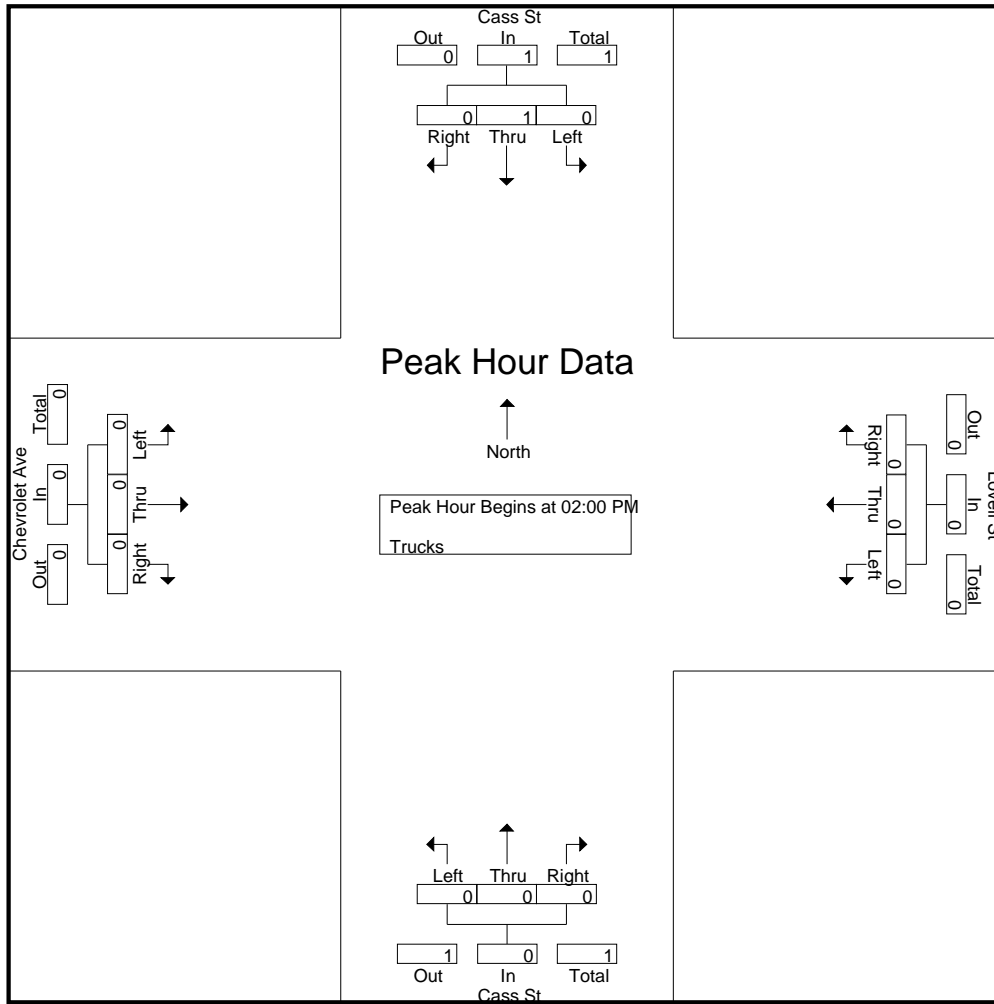 Cass St
Out In Total
0 1 1
0 1 0
Right Thru Left
Peak Hour Data
North
Peak Hour Begins at 02:00 PM
Trucks
Chevrolet Ave
Out In Total
0 0 0
Right Thru Left
0 0 0
Out In Total
0 0 0
Right Thru Left
0 0 0
Left Thru Right
0 0 0
1 0 1
Out In Total
Cass St